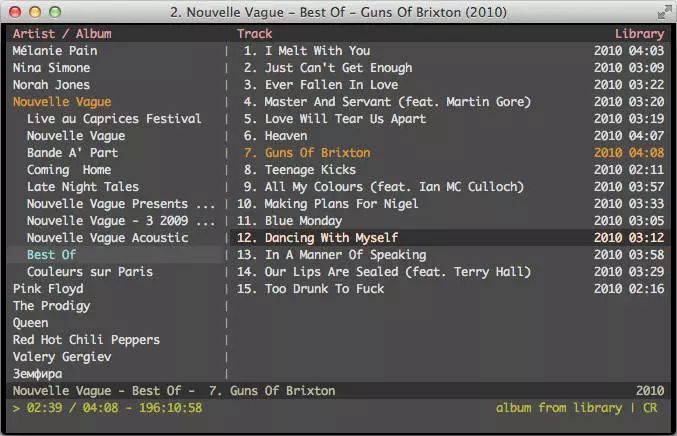 2. Nouvelle Vague – Best Of – Guns Of Brixton (2010)
Artist / Album Track Library
Mélanie Pain | 1. I Melt With You 2010 04:03
Nina Simone | 2. Just Can't Get Enough 2010 03:09
Norah Jones | 3. Ever Fallen In Love 2010 03:22
Nouvelle Vague | 4. Master And Servant (feat. Martin Gore) 2010 03:20
Live au Caprices Festival | 5. Love Will Tear Us Apart 2010 03:19
Nouvelle Vague | 6. Heaven 2010 04:07
Bande A' Part | 7. Guns Of Brixton 2010 04:08
Coming  Home | 8. Teenage Kicks 2010 02:11
Late Night Tales | 9. All My Colours (feat. Ian MC Culloch) 2010 03:57
Nouvelle Vague Presents ... | 10. Making Plans For Nigel 2010 03:33
Nouvelle Vague - 3 2009 ... | 11. Blue Monday 2010 03:05
Nouvelle Vague Acoustic | 12. Dancing With Myself 2010 03:12
Best Of | 13. In A Manner Of Speaking 2010 03:58
Couleurs sur Paris | 14. Our Lips Are Sealed (feat. Terry Hall) 2010 03:29
Pink Floyd | 15. Too Drunk To Fuck 2010 02:16
The Prodigy |
Queen |
Red Hot Chili Peppers |
Valery Gergiev |
Земфира |
Nouvelle Vague - Best Of -  7. Guns Of Brixton 2010
> 02:39 / 04:08 - 196:10:58 album from library | CR